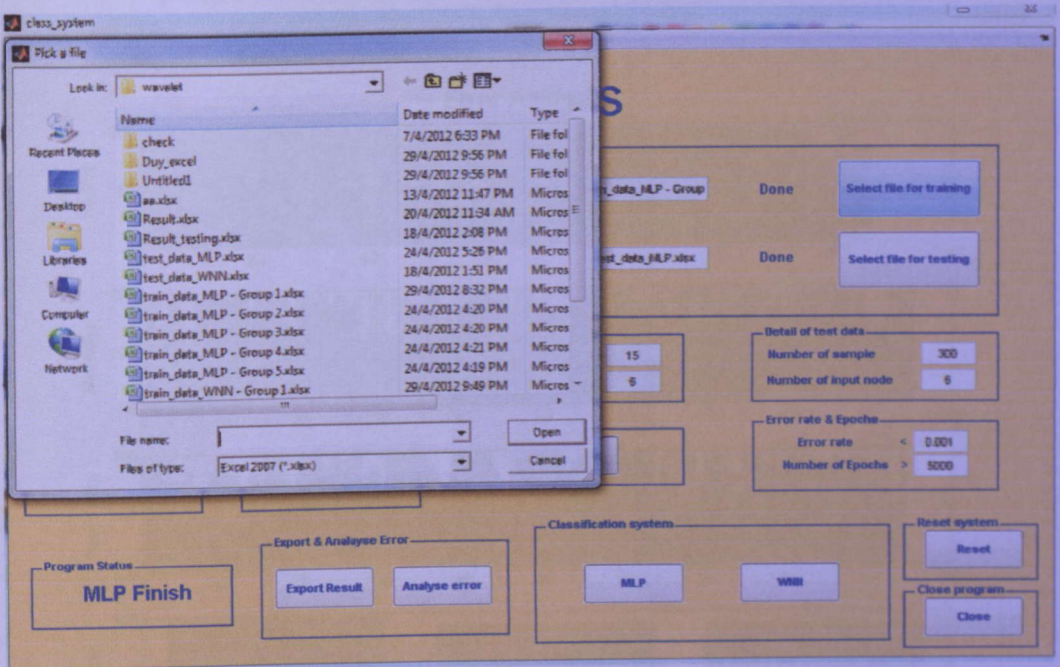 class_system
Pick a file
Look in: wavelet
Name Date modified Type
check 7/4/2012 6:33 PM File fol
Duy_excel 29/4/2012 9:56 PM File fol
Untitled1 29/4/2012 9:56 PM File fol
aa.xlsx 13/4/2012 11:47 PM Micros
Result.xlsx 20/4/2012 11:34 AM Micros
Result_testing.xlsx 18/4/2012 2:08 PM Micros
test_data_MLP.xlsx 24/4/2012 5:26 PM Micros
test_data_WNN.xlsx 18/4/2012 1:51 PM Micros
train_data_MLP - Group 1.xlsx 29/4/2012 8:32 PM Micros
train_data_MLP - Group 2.xlsx 24/4/2012 4:20 PM Micros
train_data_MLP - Group 3.xlsx 24/4/2012 4:20 PM Micros
train_data_MLP - Group 4.xlsx 24/4/2012 4:21 PM Micros
train_data_MLP - Group 5.xlsx 24/4/2012 4:19 PM Micros
train_data_WNN - Group 1.xlsx 29/4/2012 9:49 PM Micros
Recent Places
Desktop
Libraries
Computer
Network
File name: Open
Files of type: Excel 2007 (*.xlsx) Cancel
S
n_data_MLP - Group Done Select file for training
est_data_MLP.xlsx Done Select file for testing
15
6
Detail of test data
Number of sample 300
Number of input node 6
Error rate & Epochs
Error rate < 0.001
Number of Epochs > 5000
Program Status
MLP Finish
Export & Analayse Error
Export Result Analyse error
Classification system
MLP WNN
Reset system
Reset
Close program
Close